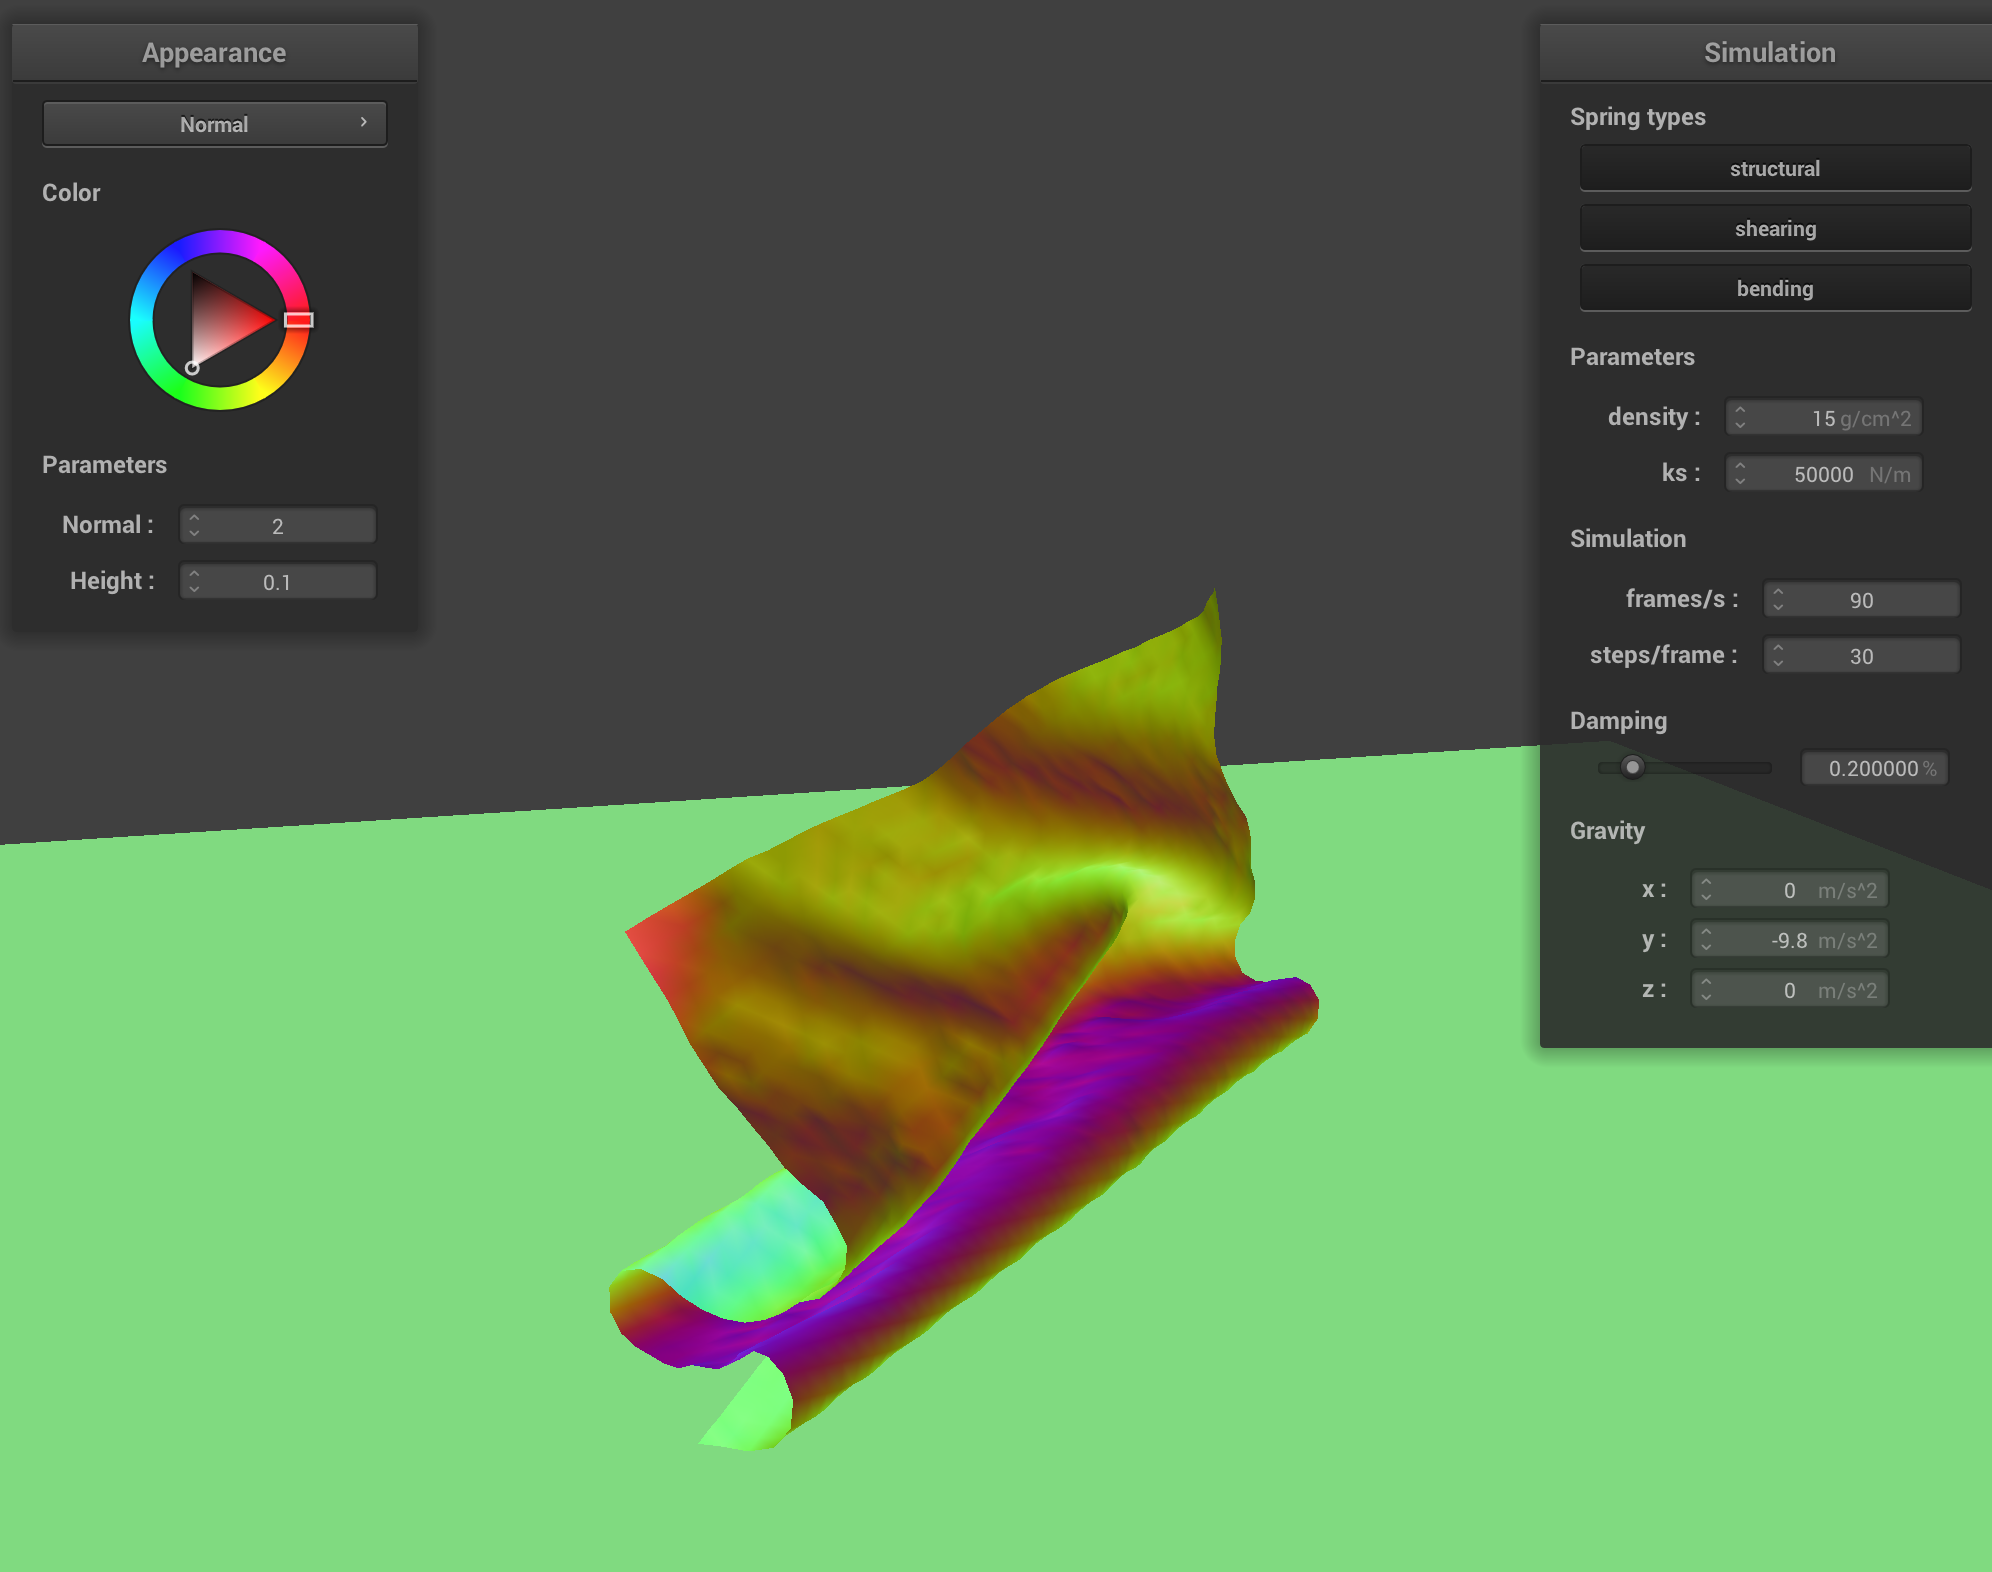 Appearance
Normal
Color
Parameters
Normal : 2
Height : 0.1
Simulation
Spring types
structural
shearing
bending
Parameters
density : 15 g/cm^2
ks : 50000 N/m
Simulation
frames/s : 90
steps/frame : 30
Damping
0.200000 %
Gravity
x : 0 m/s^2
y : -9.8 m/s^2
z : 0 m/s^2